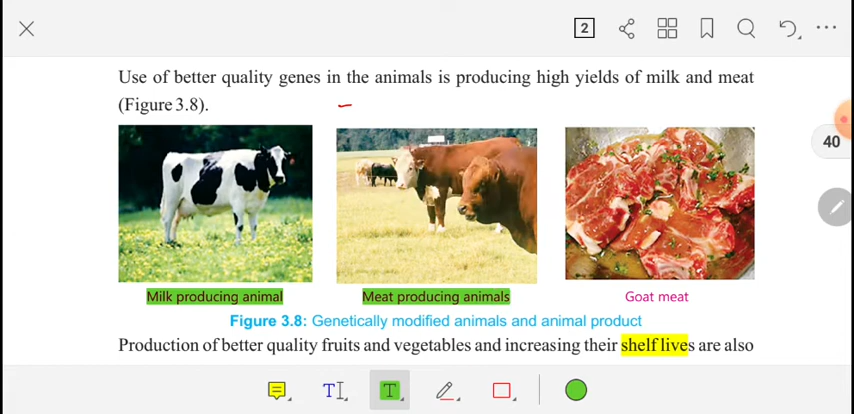 2
Use of better quality genes in the animals is producing high yields of milk and meat
(Figure 3.8).
40
Milk producing animal
Meat producing animals
Goat meat
Figure 3.8: Genetically modified animals and animal product
Production of better quality fruits and vegetables and increasing their shelf lives are also
T
T